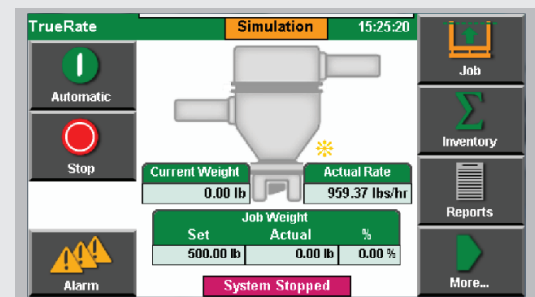 TrueRate Simulation 15:25:20
Automatic
Stop
Alarm
Current Weight
0.00 lb
Actual Rate
959.37 lbs/hr
Job Weight
Set Actual %
500.00 lb 0.00 lb 0.00 %
System Stopped
Job
Inventory
Reports
More...